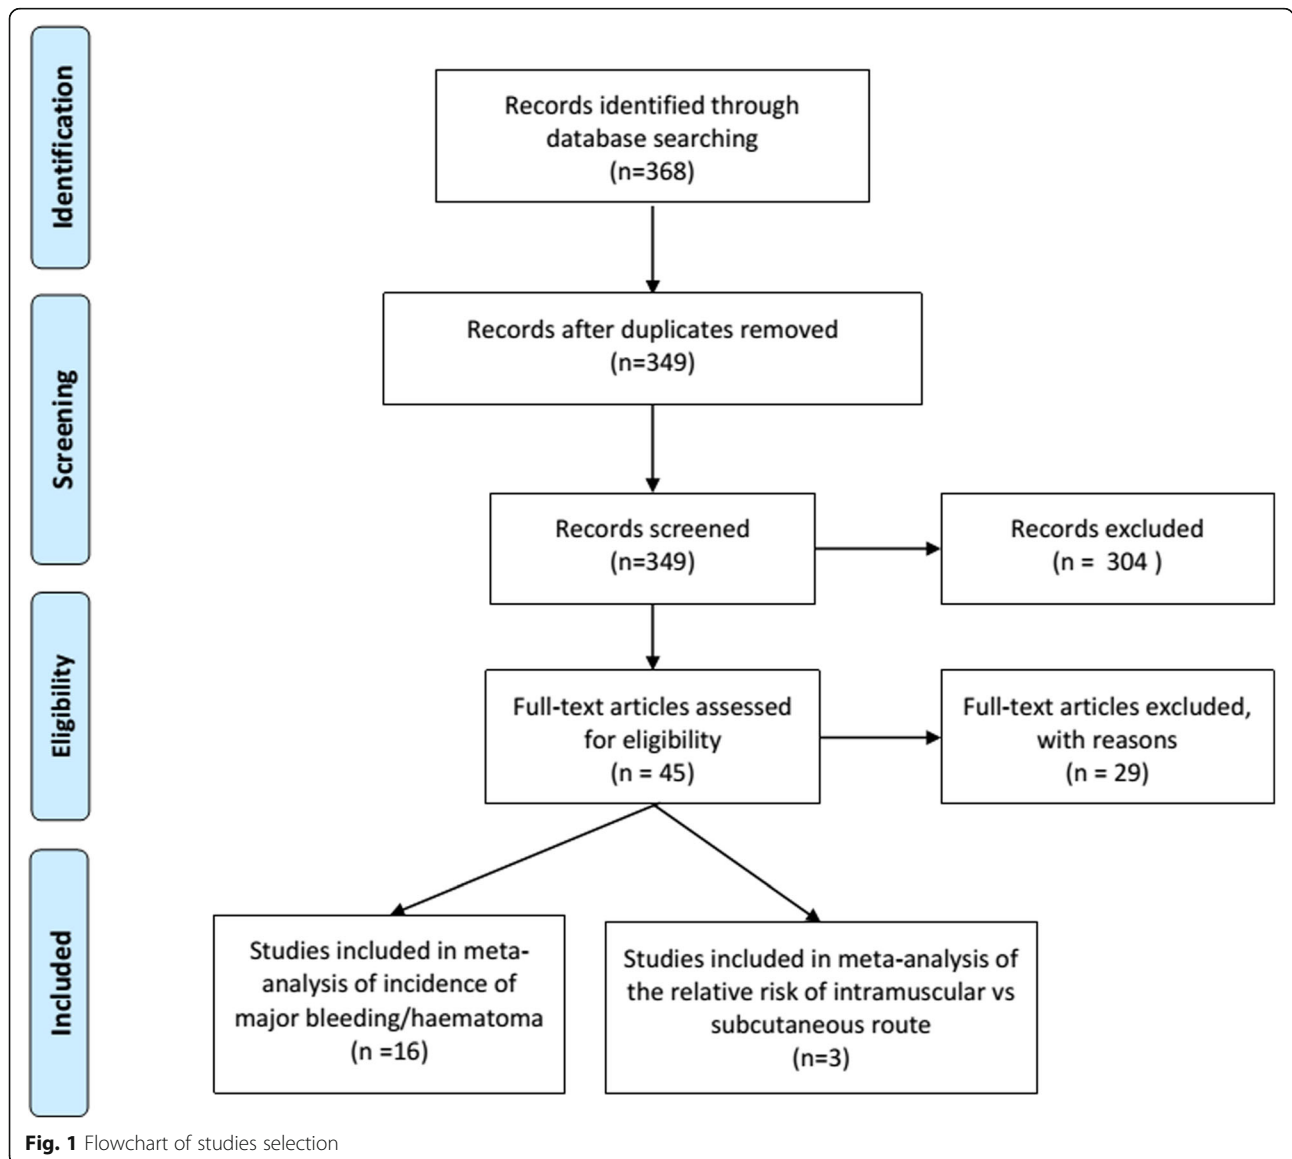 Identification
Records identified through
database searching
(n=368)
Screening
Records after duplicates removed
(n=349)
Records screened
(n=349)
Records excluded
(n = 304 )
Eligibility
Full-text articles assessed
for eligibility
(n = 45)
Full-text articles excluded,
with reasons
(n = 29)
Included
Studies included in meta-
analysis of incidence of
major bleeding/haematoma
(n =16)
Studies included in meta-analysis of
the relative risk of intramuscular vs
subcutaneous route
(n=3)
Fig. 1 Flowchart of studies selection